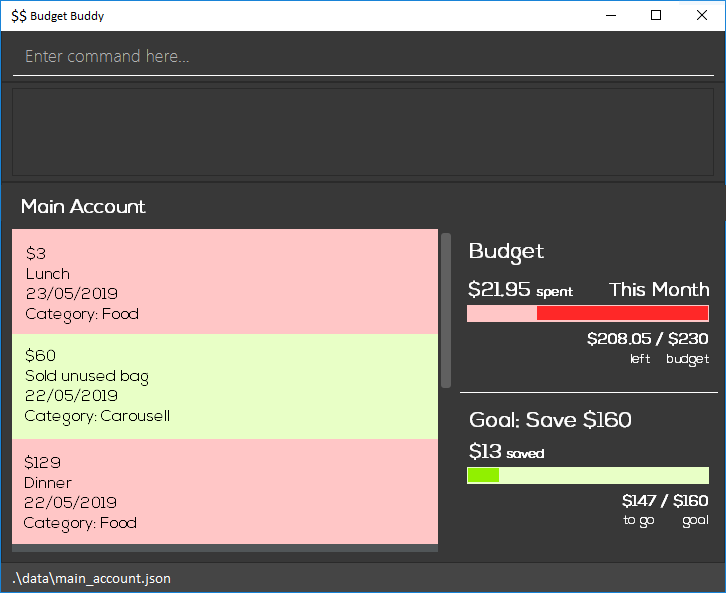 $$ Budget Buddy
Enter command here...
Main Account
$3
Lunch
23/05/2019
Category: Food
$60
Sold unused bag
22/05/2019
Category: Carousell
$129
Dinner
22/05/2019
Category: Food
Budget
$21.95 spent This Month
$208.05 / $230
left budget
Goal: Save $160
$13 saved
$147 / $160
to go goal
.\data\main_account.json